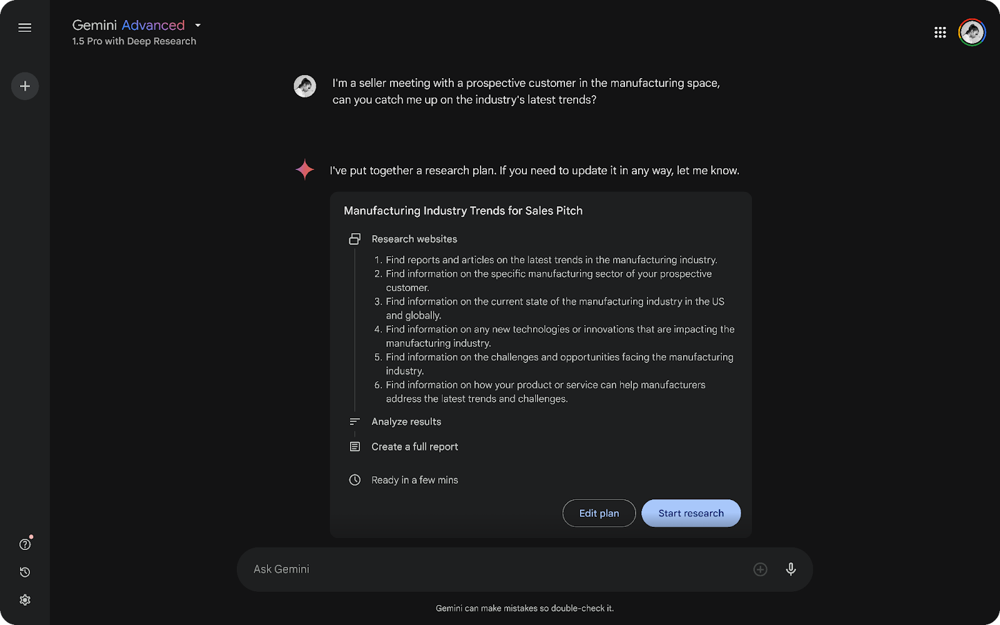 Gemini Advanced
1.5 Pro with Deep Research
I'm a seller meeting with a prospective customer in the manufacturing space,
can you catch me up on the industry's latest trends?
I've put together a research plan. If you need to update it in any way, let me know.
Manufacturing Industry Trends for Sales Pitch
Research websites
1. Find reports and articles on the latest trends in the manufacturing industry.
2. Find information on the specific manufacturing sector of your prospective
customer.
3. Find information on the current state of the manufacturing industry in the US
and globally.
4. Find information on any new technologies or innovations that are impacting the
manufacturing industry.
5. Find information on the challenges and opportunities facing the manufacturing
industry.
6. Find information on how your product or service can help manufacturers
address the latest trends and challenges.
Analyze results
Create a full report
Ready in a few mins
Edit plan
Start research
Ask Gemini
Gemini can make mistakes so double-check it.